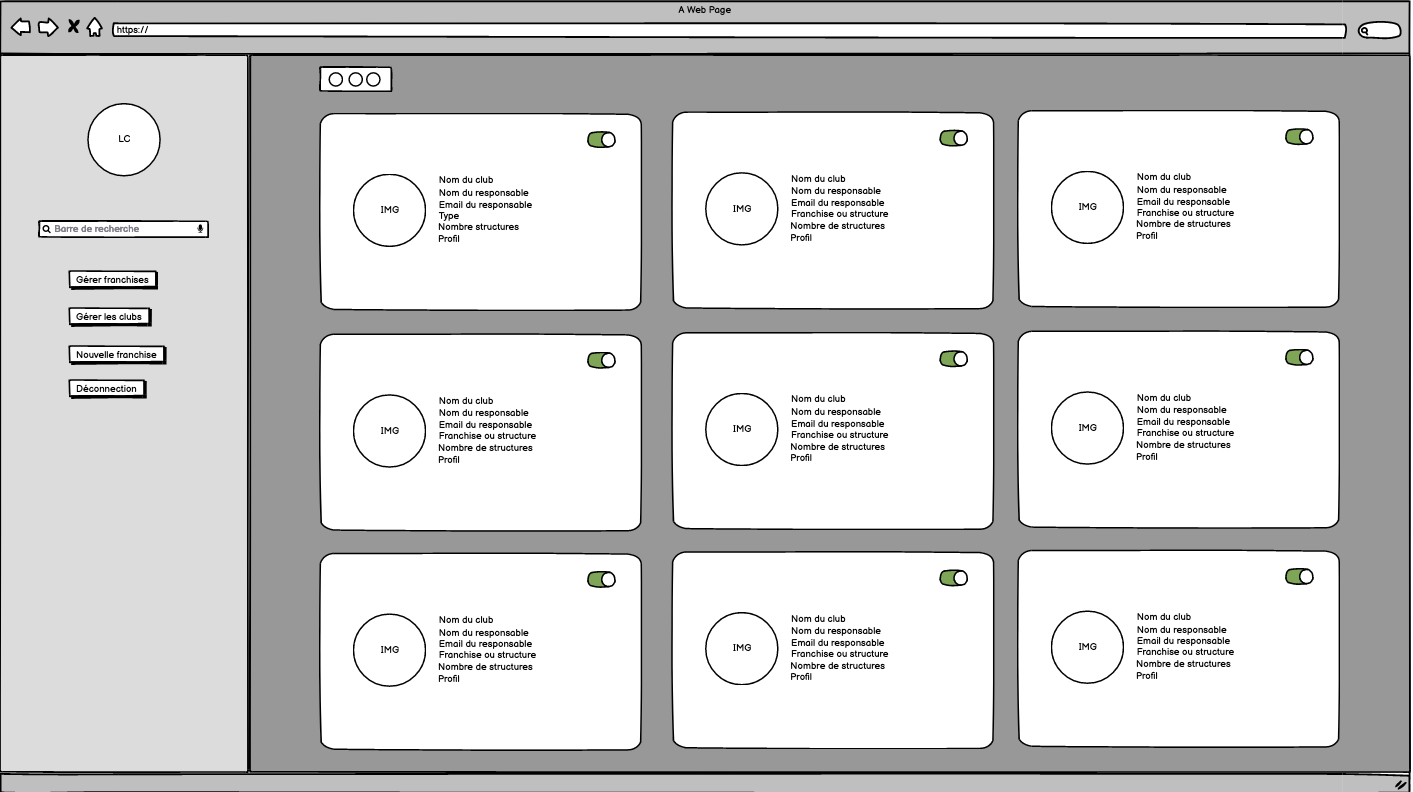 A Web Page
https://
LC
Barre de recherche
Gérer franchises
Gérer les clubs
Nouvelle franchise
Déconnection
IMG
Nom du club
Nom du responsable
Email du responsable
Type
Nombre structures
Profil
IMG
Nom du club
Nom du responsable
Email du responsable
Franchise ou structure
Nombre de structures
Profil
IMG
Nom du club
Nom du responsable
Email du responsable
Franchise ou structure
Nombre de structures
Profil
IMG
Nom du club
Nom du responsable
Email du responsable
Franchise ou structure
Nombre de structures
Profil
IMG
Nom du club
Nom du responsable
Email du responsable
Franchise ou structure
Nombre de structures
Profil
IMG
Nom du club
Nom du responsable
Email du responsable
Franchise ou structure
Nombre de structures
Profil
IMG
Nom du club
Nom du responsable
Email du responsable
Franchise ou structure
Nombre de structures
Profil
IMG
Nom du club
Nom du responsable
Email du responsable
Franchise ou structure
Nombre de structures
Profil
IMG
Nom du club
Nom du responsable
Email du responsable
Franchise ou structure
Nombre de structures
Profil